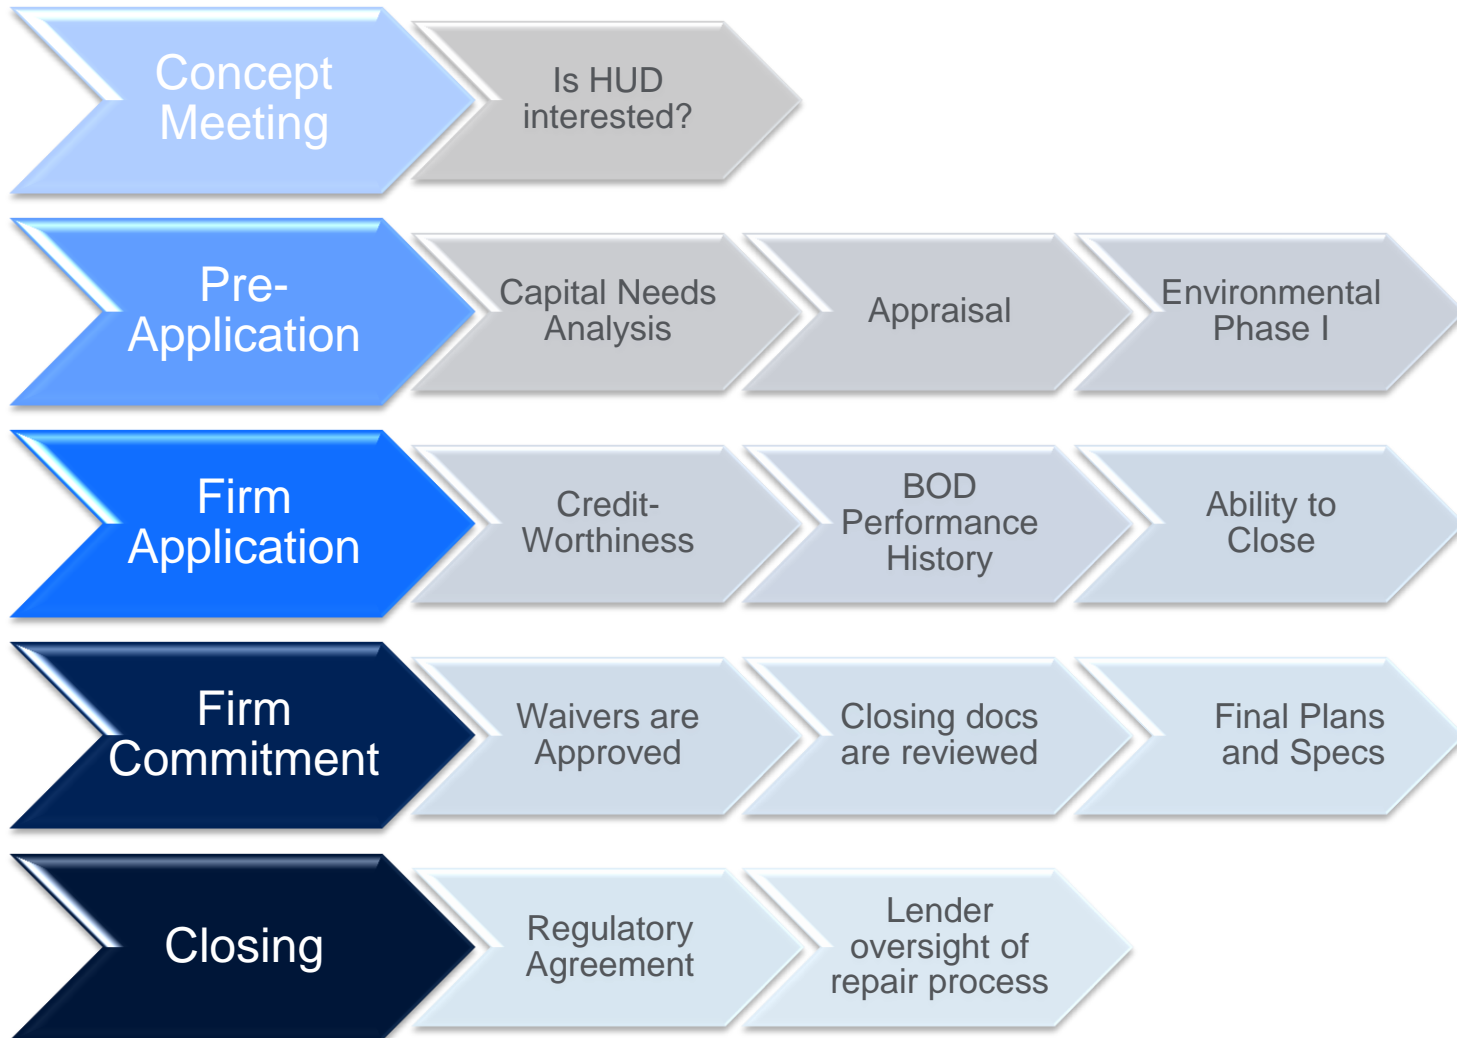 Concept
Meeting
Is HUD
interested?
Pre-
Application
Capital Needs
Analysis
Appraisal
Environmental
Phase I
Firm
Application
Credit-
Worthiness
BOD
Performance
History
Ability to
Close
Firm
Commitment
Waivers are
Approved
Closing docs
are reviewed
Final Plans
and Specs
Closing
Regulatory
Agreement
Lender
oversight of
repair process